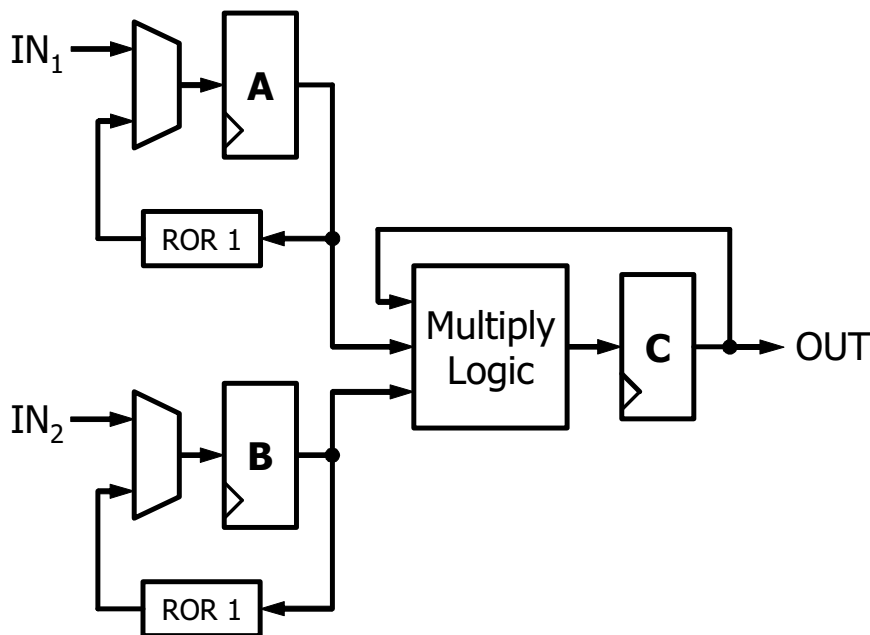 IN₁
A
ROR 1
Multiply
Logic
C
OUT
IN₂
B
ROR 1